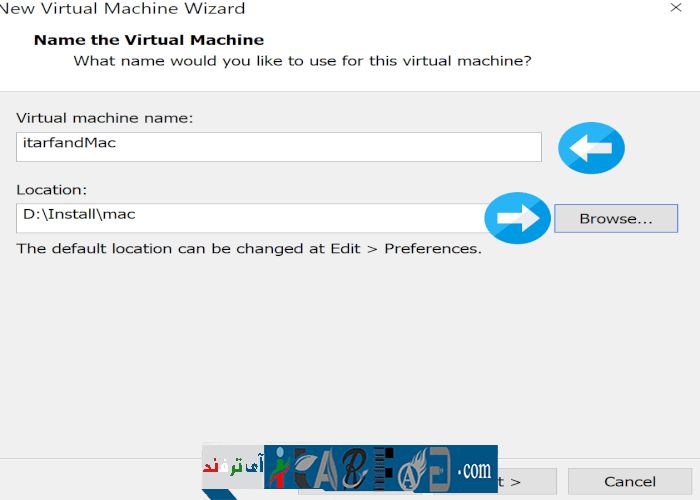 New Virtual Machine Wizard
Name the Virtual Machine
What name would you like to use for this virtual machine?
Virtual machine name:
itarfandMac
Location:
D:\Install\mac
Browse...
The default location can be changed at Edit > Preferences.
آی ترفند
.com
>
Cancel